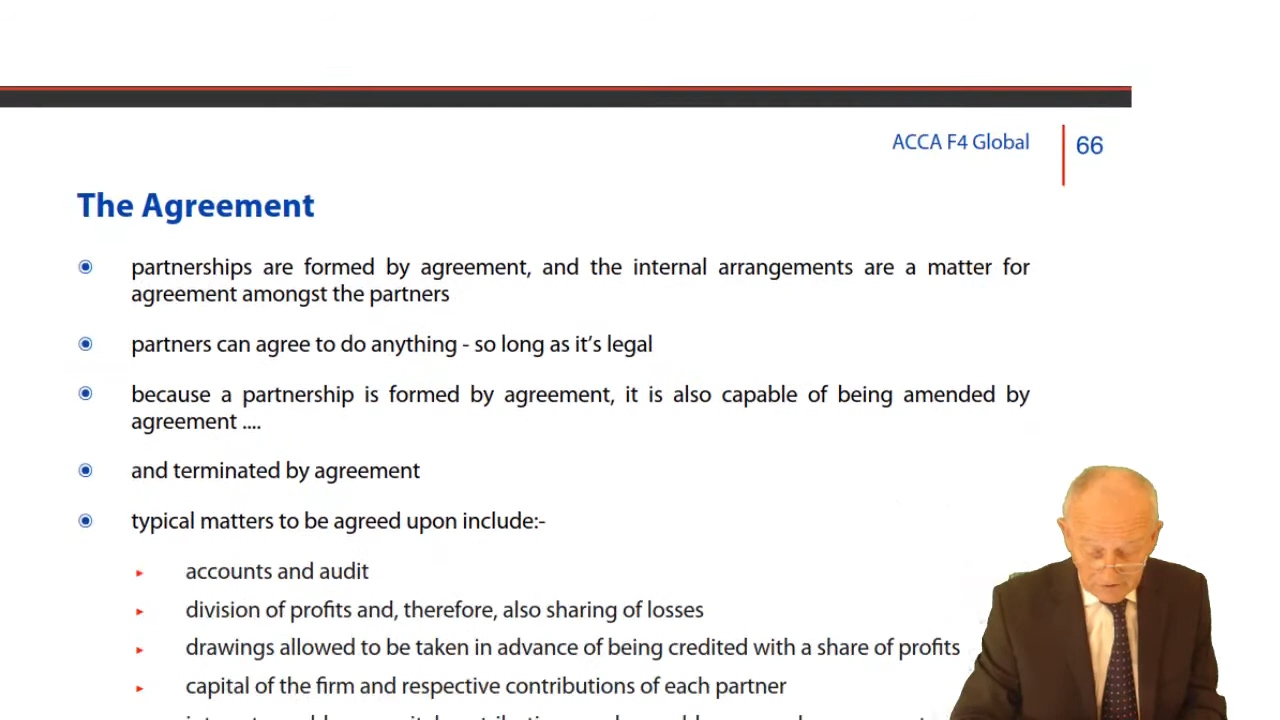 ACCA F4 Global
66
The Agreement
partnerships are formed by agreement, and the internal arrangements are a matter for
agreement amongst the partners
partners can agree to do anything - so long as it's legal
because a partnership is formed by agreement, it is also capable of being amended by
agreement ....
and terminated by agreement
typical matters to be agreed upon include:-
accounts and audit
division of profits and, therefore, also sharing of losses
drawings allowed to be taken in advance of being credited with a share of profits
capital of the firm and respective contributions of each partner